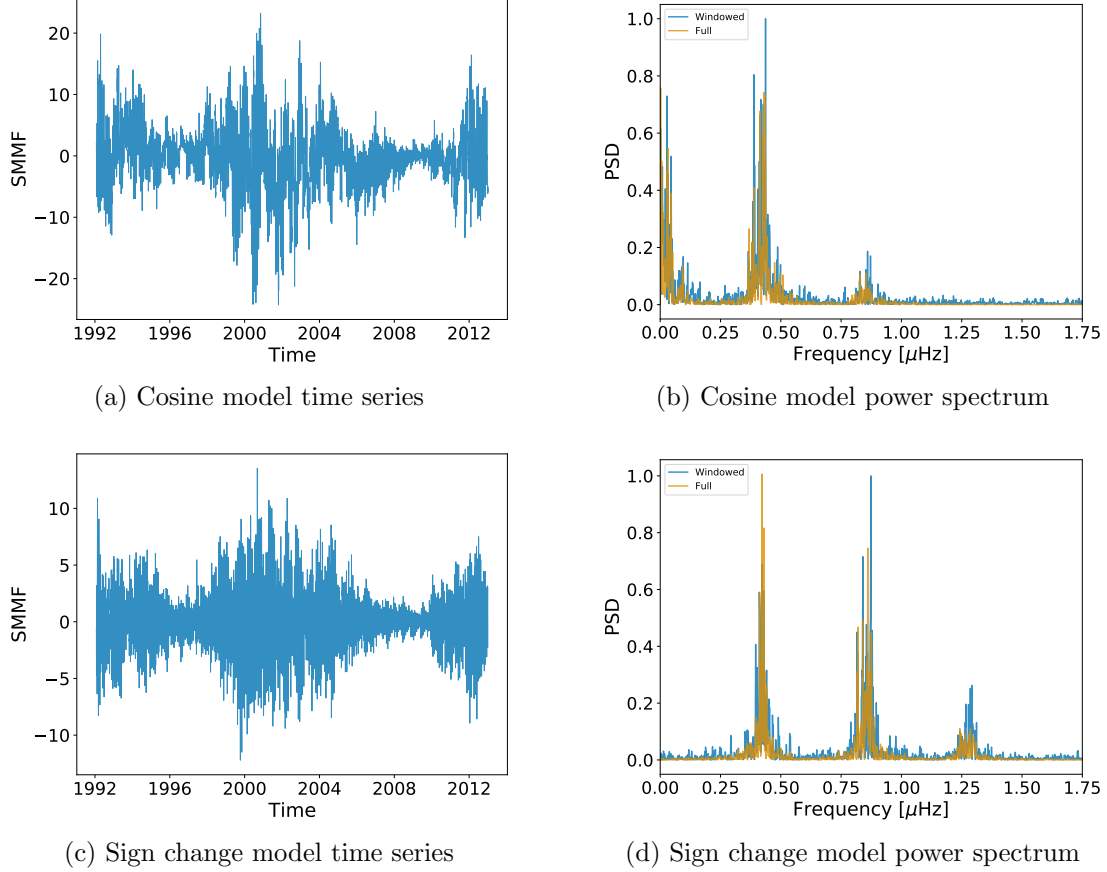 20
10
0
−10
−20
SMMF
1992 1996 2000 2004 2008 2012
Time
(a) Cosine model time series
Windowed
Full
1.0
0.8
0.6
0.4
0.2
0.0
PSD
0.00 0.25 0.50 0.75 1.00 1.25 1.50 1.75
Frequency [μHz]
(b) Cosine model power spectrum
10
5
0
−5
−10
SMMF
1992 1996 2000 2004 2008 2012
Time
(c) Sign change model time series
Windowed
Full
1.0
0.8
0.6
0.4
0.2
0.0
PSD
0.00 0.25 0.50 0.75 1.00 1.25 1.50 1.75
Frequency [μHz]
(d) Sign change model power spectrum